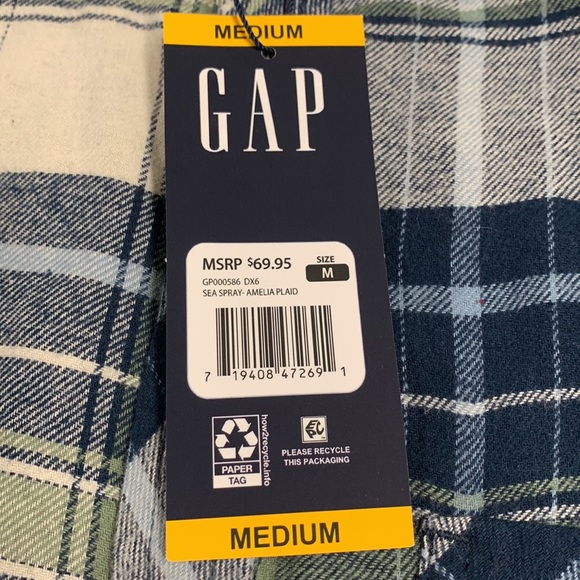 MEDIUM
GAP
MSRP $69.95
SIZE
M
GP000586 DX6
SEA SPRAY- AMELIA PLAID
7 19408 47269 1
how2recycle.info
PAPER
TAG
PLEASE RECYCLE
THIS PACKAGING
MEDIUM